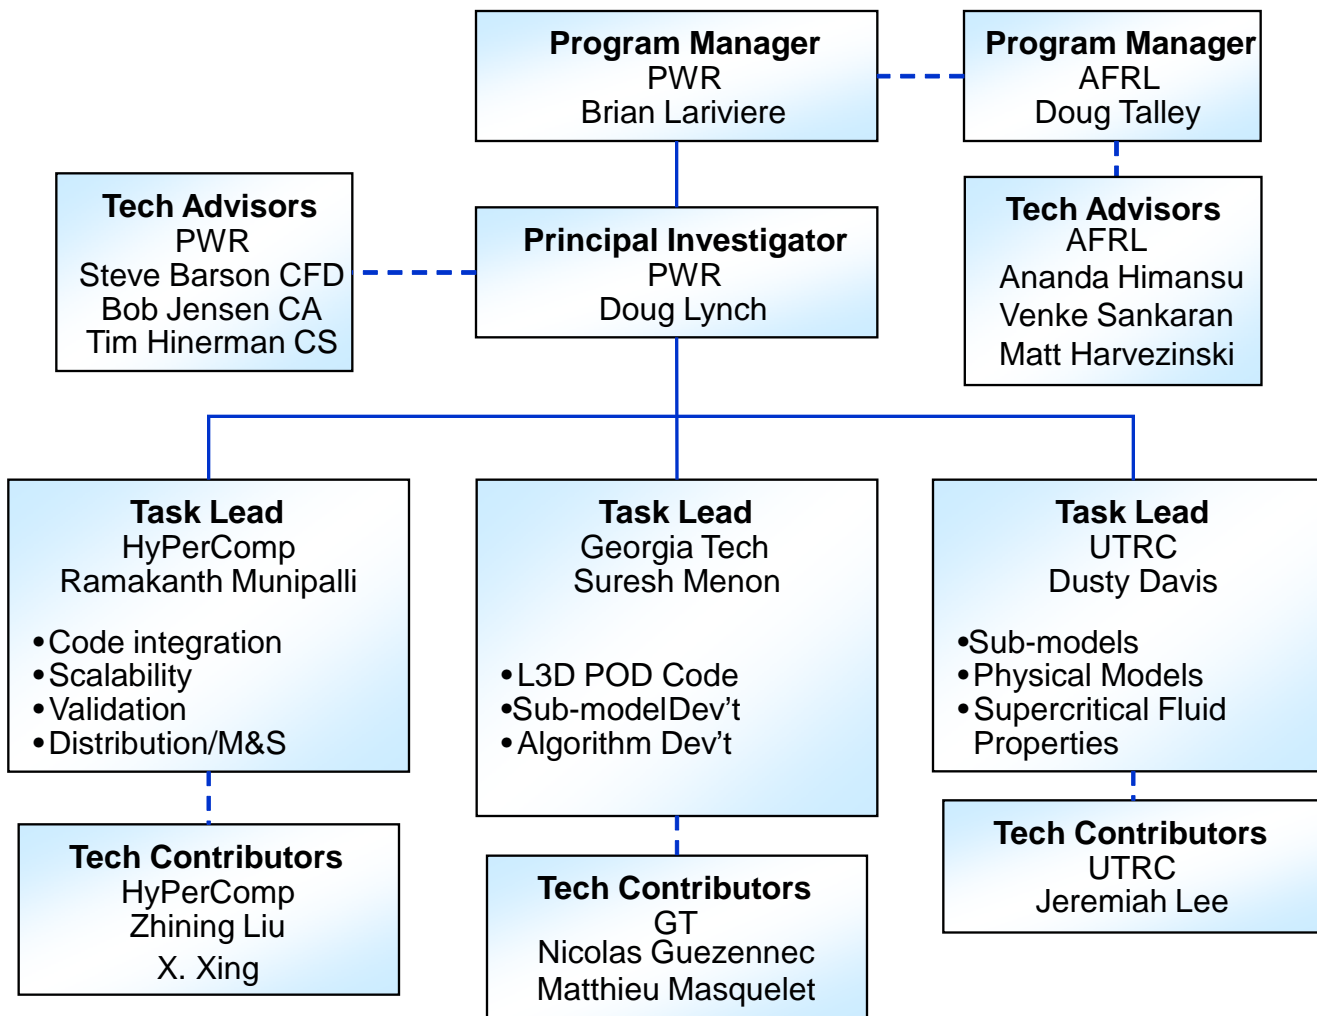 Program Manager
PWR
Brian Lariviere
Program Manager
AFRL
Doug Talley
Tech Advisors
PWR
Steve Barson CFD
Bob Jensen CA
Tim Hinerman CS
Principal Investigator
PWR
Doug Lynch
Tech Advisors
AFRL
Ananda Himansu
Venke Sankaran
Matt Harvezinski
Task Lead
HyPerComp
Ramakanth Munipalli
•Code integration
•Scalability
•Validation
•Distribution/M&S
Task Lead
Georgia Tech
Suresh Menon
•L3D POD Code
•Sub-modelDev't
•Algorithm Dev't
Task Lead
UTRC
Dusty Davis
•Sub-models
•Physical Models
•Supercritical Fluid
Properties
Tech Contributors
HyPerComp
Zhining Liu
X. Xing
Tech Contributors
GT
Nicolas Guezennec
Matthieu Masquelet
Tech Contributors
UTRC
Jeremiah Lee